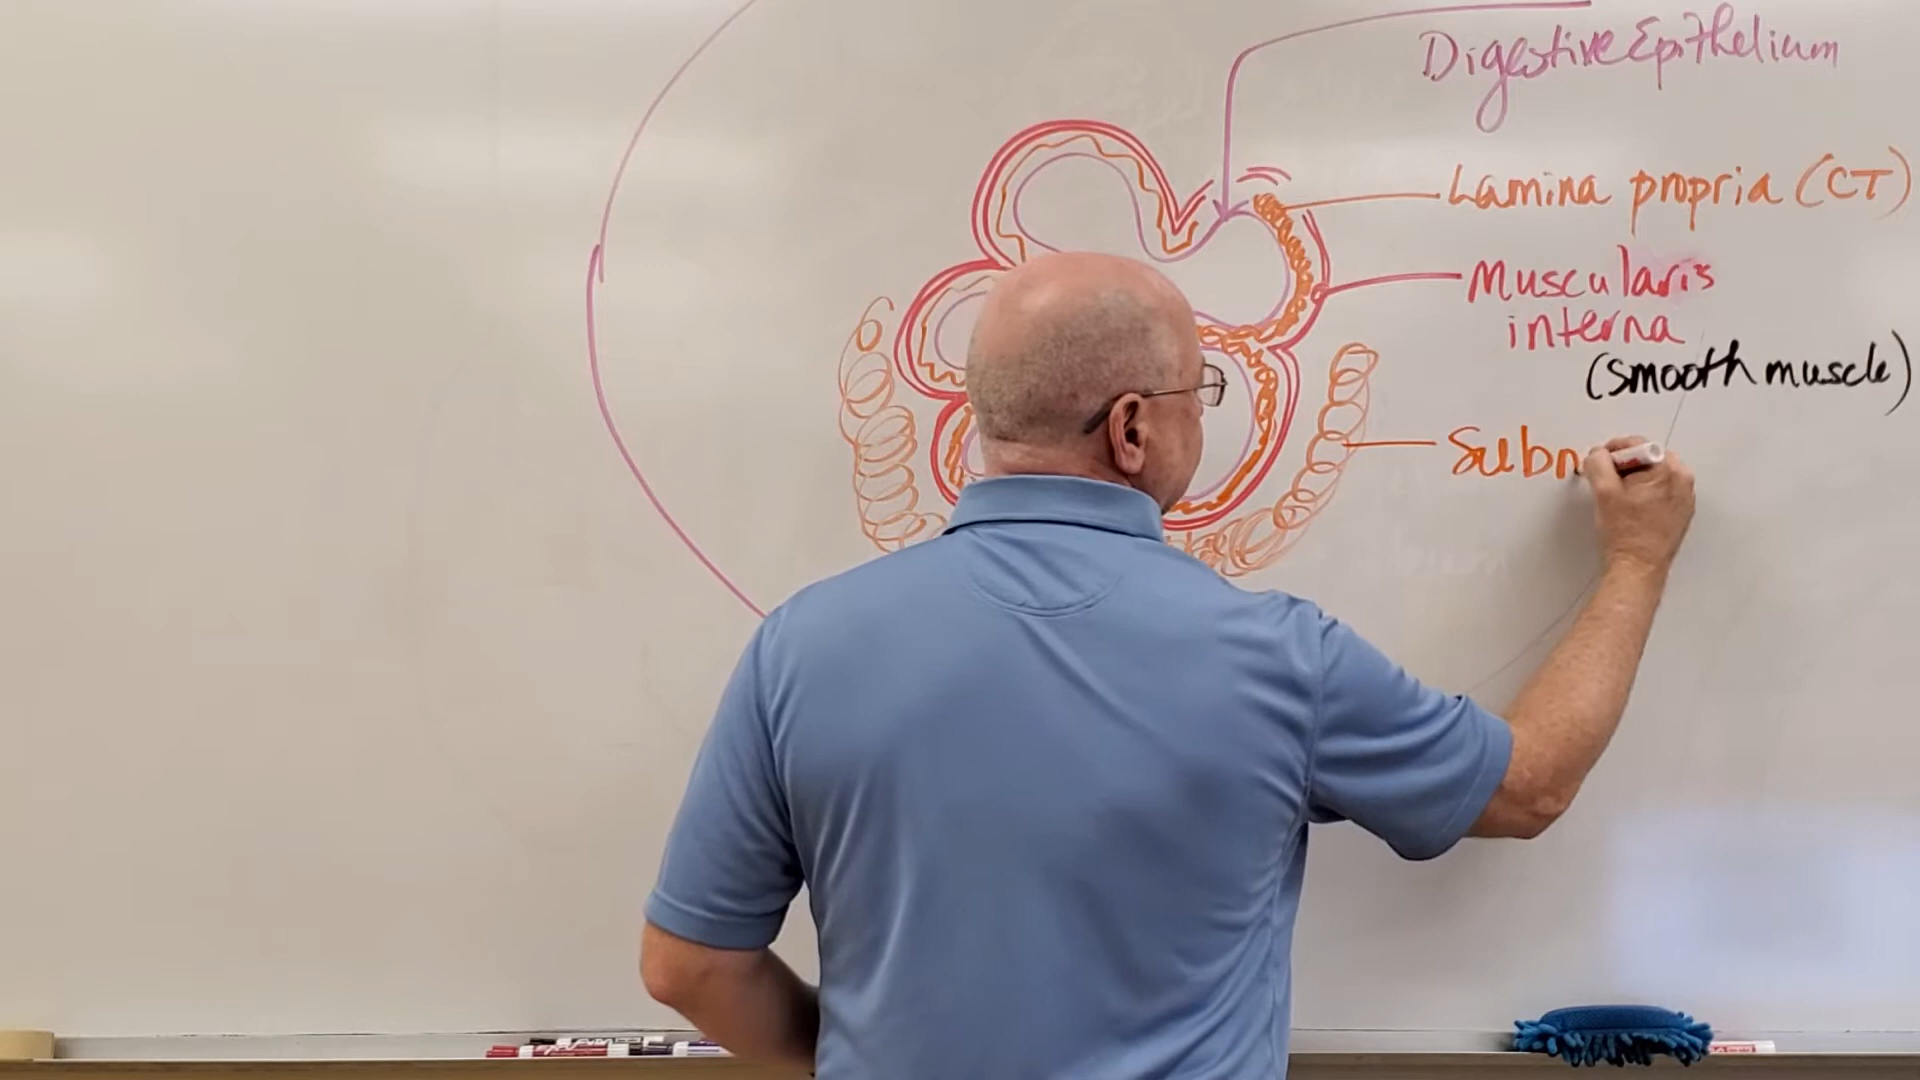 Digestive Epithelium
Lamina propria (CT)
Muscularis
interna
(smooth muscle)
Subm